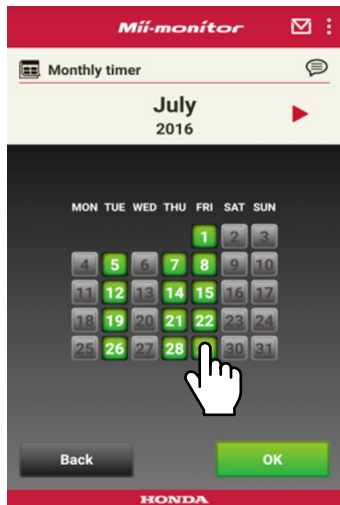 Mii-monitor
Monthly timer
July
2016
MON TUE WED THU FRI SAT SUN
1 2 3
4 5 6 7 8 9 10
11 12 13 14 15 16 17
18 19 20 21 22 23 24
25 26 27 28 30 31
Back OK
HONDA